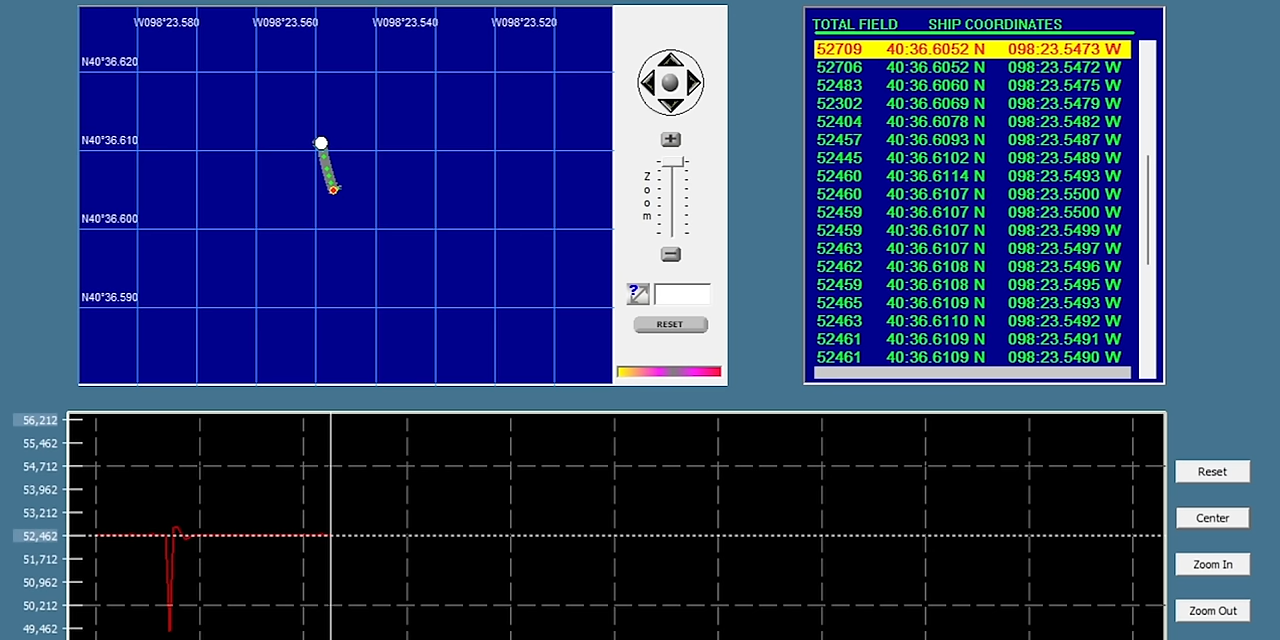 W098°23.580 W098°23.560 W098°23.540 W098°23.520
N40°36.620
N40°36.610
N40°36.600
N40°36.590
Zoom
?
RESET
TOTAL FIELD SHIP COORDINATES
52709 40:36.6052 N 098:23.5473 W
52706 40:36.6052 N 098:23.5472 W
52483 40:36.6060 N 098:23.5475 W
52302 40:36.6069 N 098:23.5479 W
52404 40:36.6078 N 098:23.5482 W
52457 40:36.6093 N 098:23.5487 W
52445 40:36.6102 N 098:23.5489 W
52460 40:36.6114 N 098:23.5493 W
52460 40:36.6107 N 098:23.5500 W
52459 40:36.6107 N 098:23.5500 W
52459 40:36.6107 N 098:23.5499 W
52463 40:36.6107 N 098:23.5497 W
52462 40:36.6108 N 098:23.5496 W
52459 40:36.6108 N 098:23.5495 W
52465 40:36.6109 N 098:23.5493 W
52463 40:36.6110 N 098:23.5492 W
52461 40:36.6109 N 098:23.5491 W
52461 40:36.6109 N 098:23.5490 W
56,212
55,462
54,712
53,962
53,212
52,462
51,712
50,962
50,212
49,462
Reset
Center
Zoom In
Zoom Out